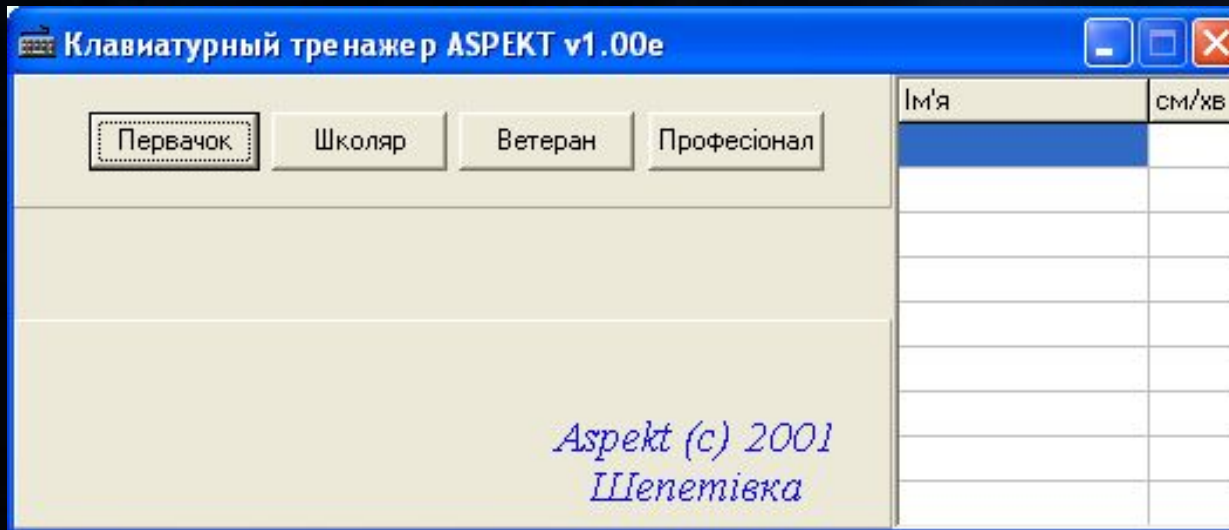 Клавиатурный тренажер ASPEKT v1.00e
Первачок Школяр Ветеран Професіонал
Ім'я см/хв
Aspekt (c) 2001
Шепетівка